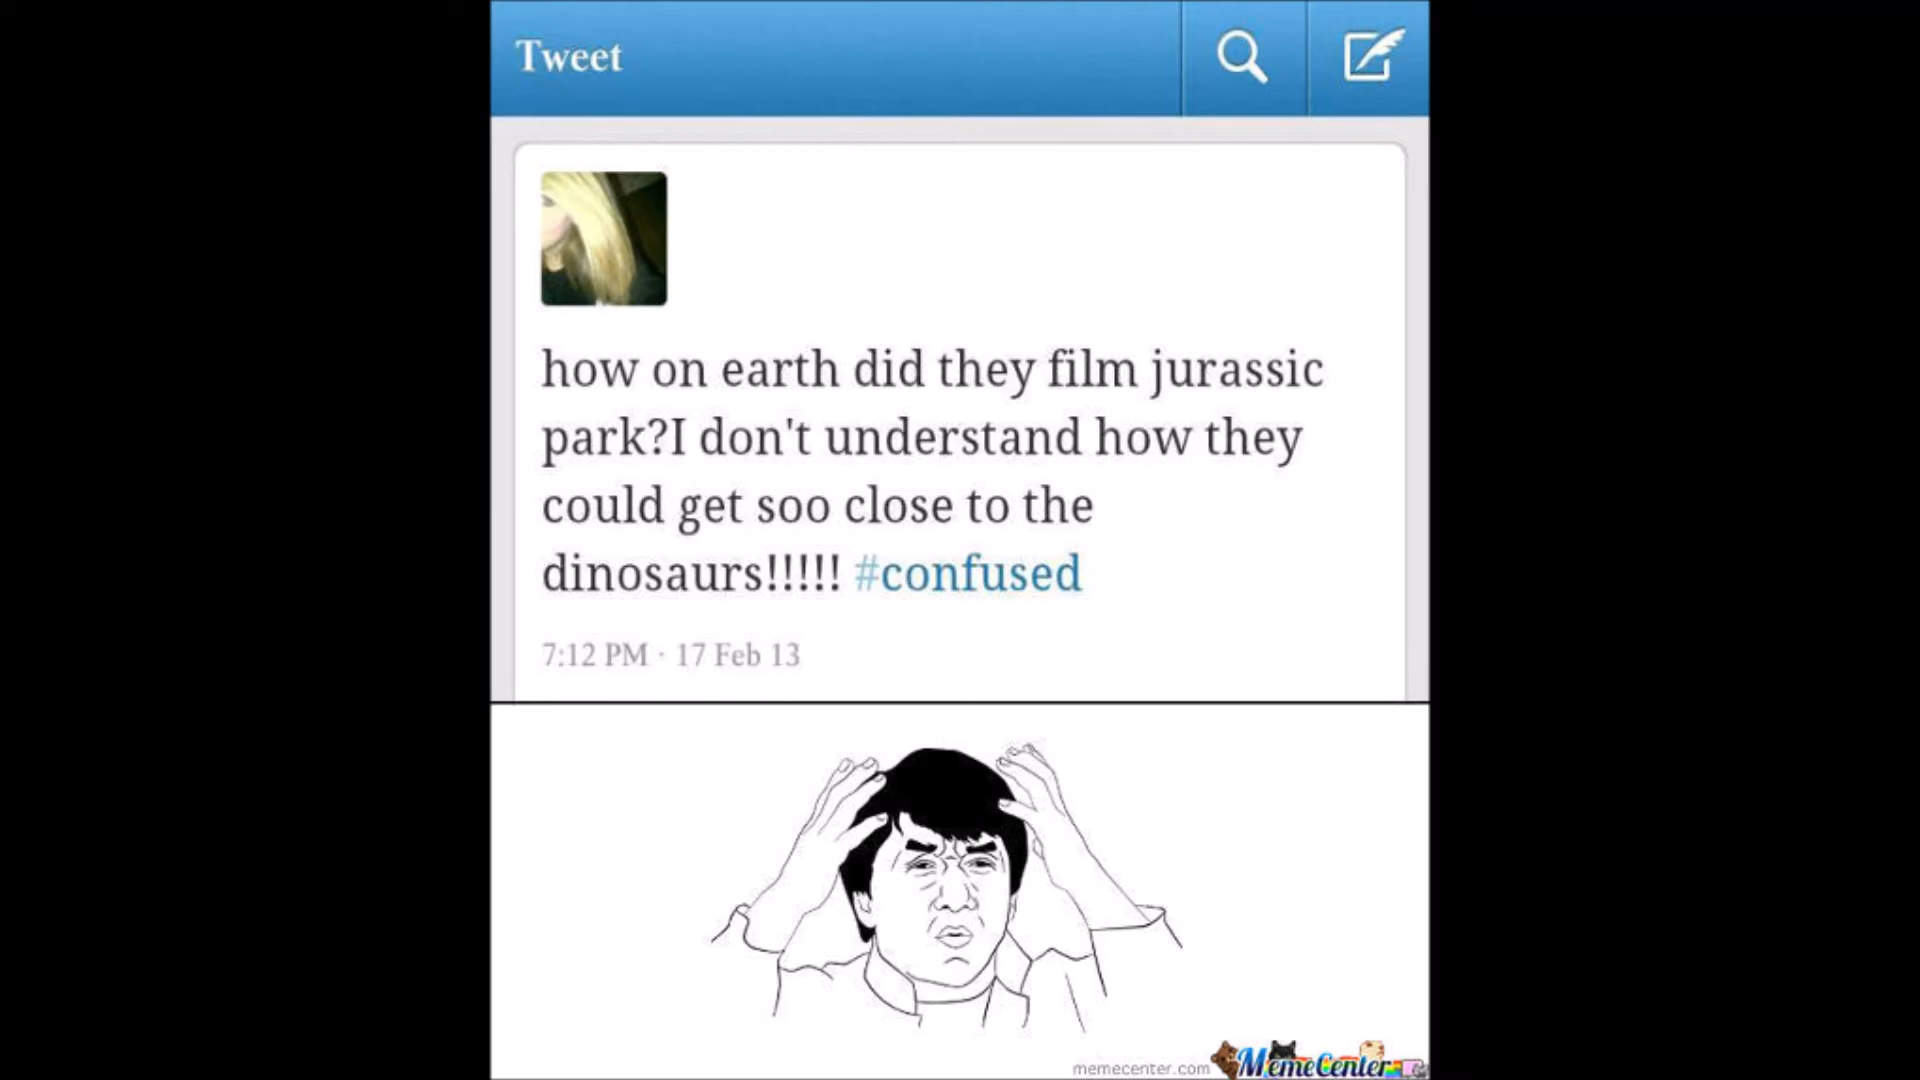 Tweet
how on earth did they film jurassic
park?I don't understand how they
could get soo close to the
dinosaurs!!!!! #confused
7:12 PM · 17 Feb 13
memecenter.com MemeCenter